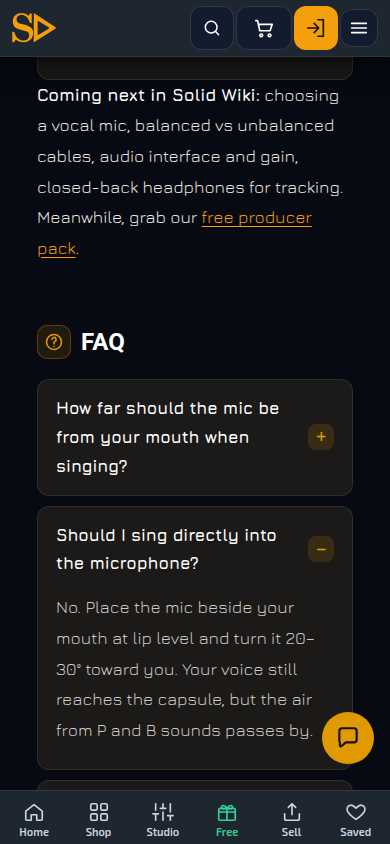 S
Coming next in Solid Wiki: choosing
a vocal mic, balanced vs unbalanced
cables, audio interface and gain,
closed-back headphones for tracking.
Meanwhile, grab our free producer
pack.
FAQ
How far should the mic be
from your mouth when
singing?
Should I sing directly into
the microphone?
No. Place the mic beside your
mouth at lip level and turn it 20–
30° toward you. Your voice still
reaches the capsule, but the air
from P and B sounds passes by.
Home Shop Studio Free Sell Saved